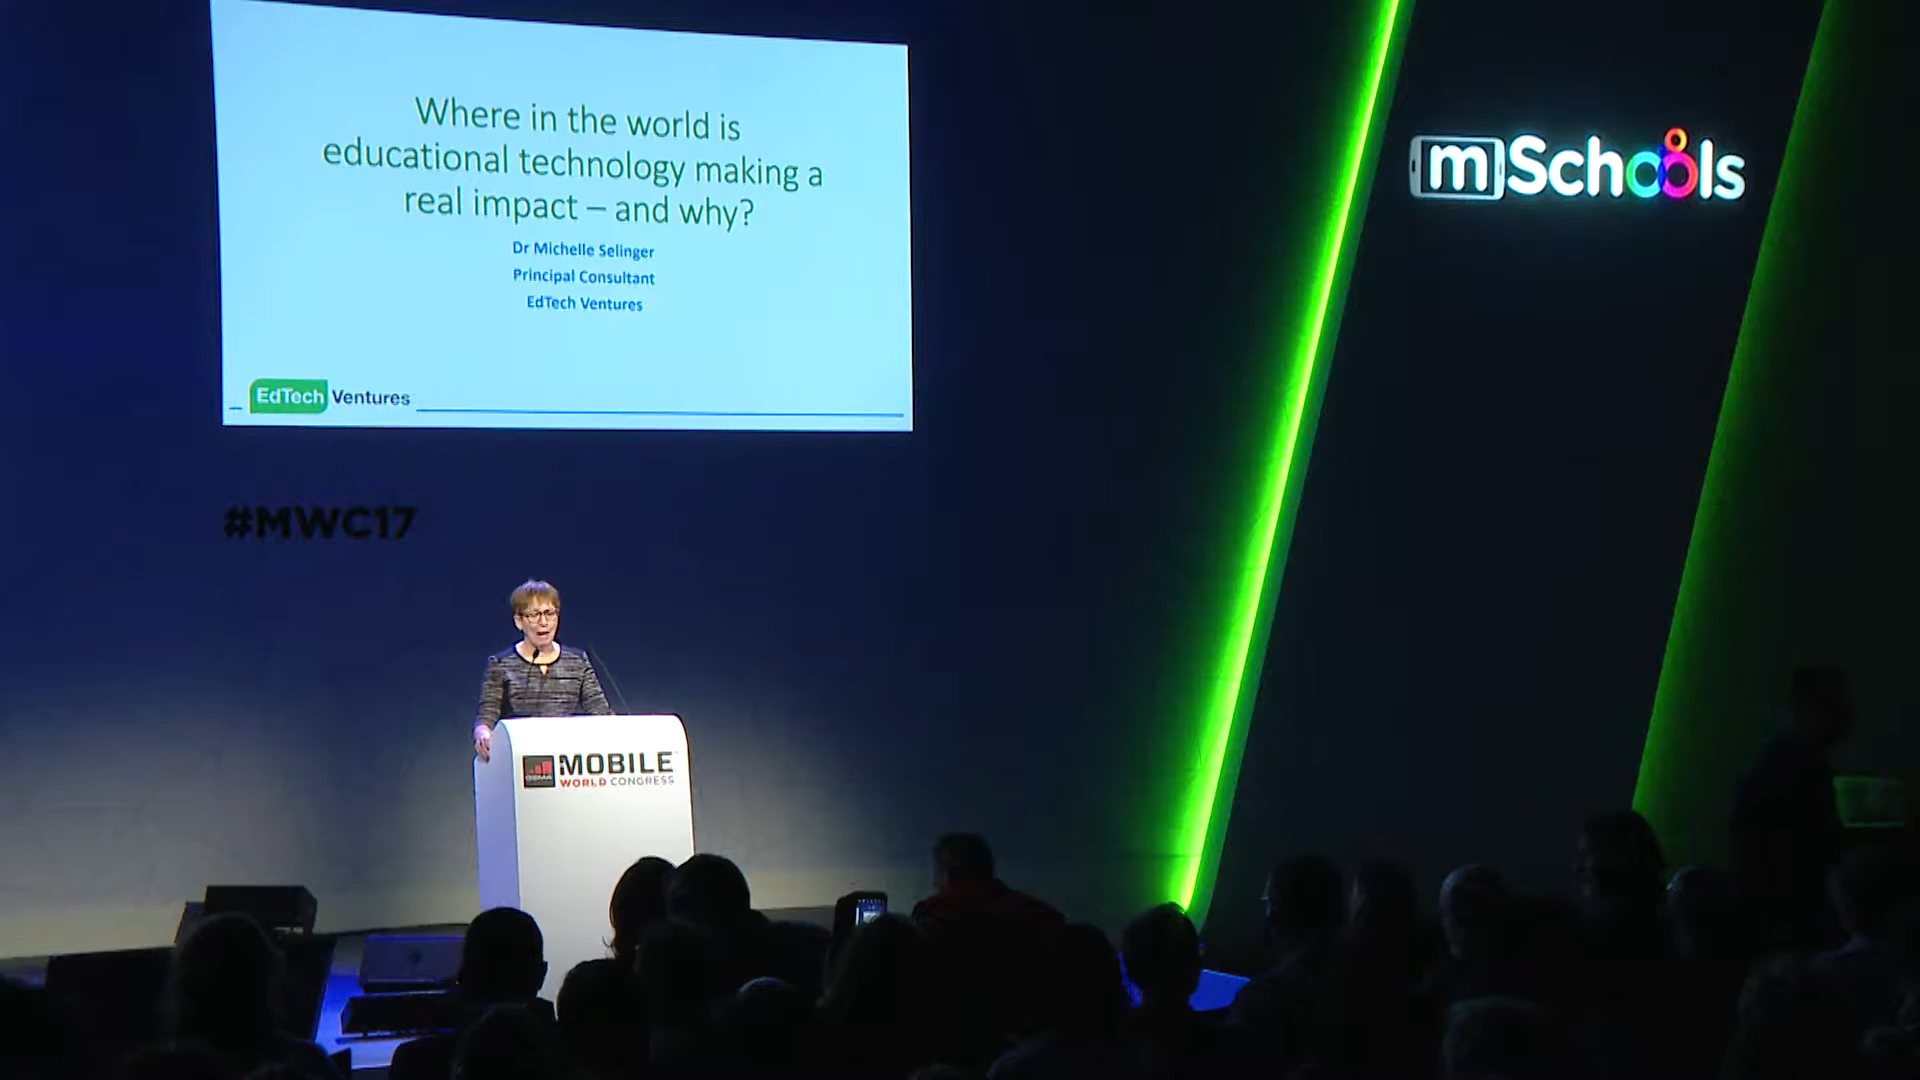 Where in the world is
educational technology making a
real impact – and why?
Dr Michelle Selinger
Principal Consultant
EdTech Ventures
EdTech Ventures
mSchools
#MWC17
GSMA
MOBILE
WORLD CONGRESS